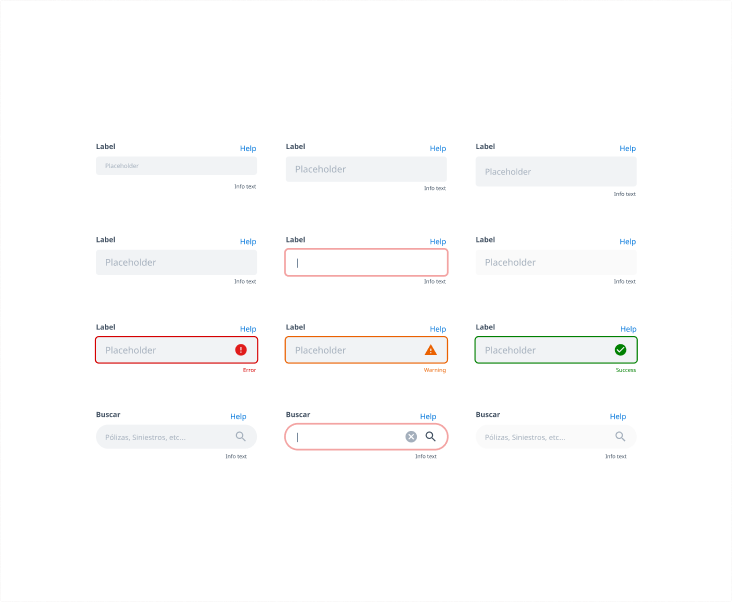 Label Help Label Help Label Help
Placeholder Placeholder Placeholder
Info text Info text Info text
Label Help Label Help Label Help
Placeholder Placeholder
Info text Info text Info text
Label Help Label Help Label Help
Placeholder Placeholder Placeholder
Error Warning Success
Buscar Help Buscar Help Buscar Help
Pólizas, Siniestros, etc... Pólizas, Siniestros, etc...
Info text Info text Info text